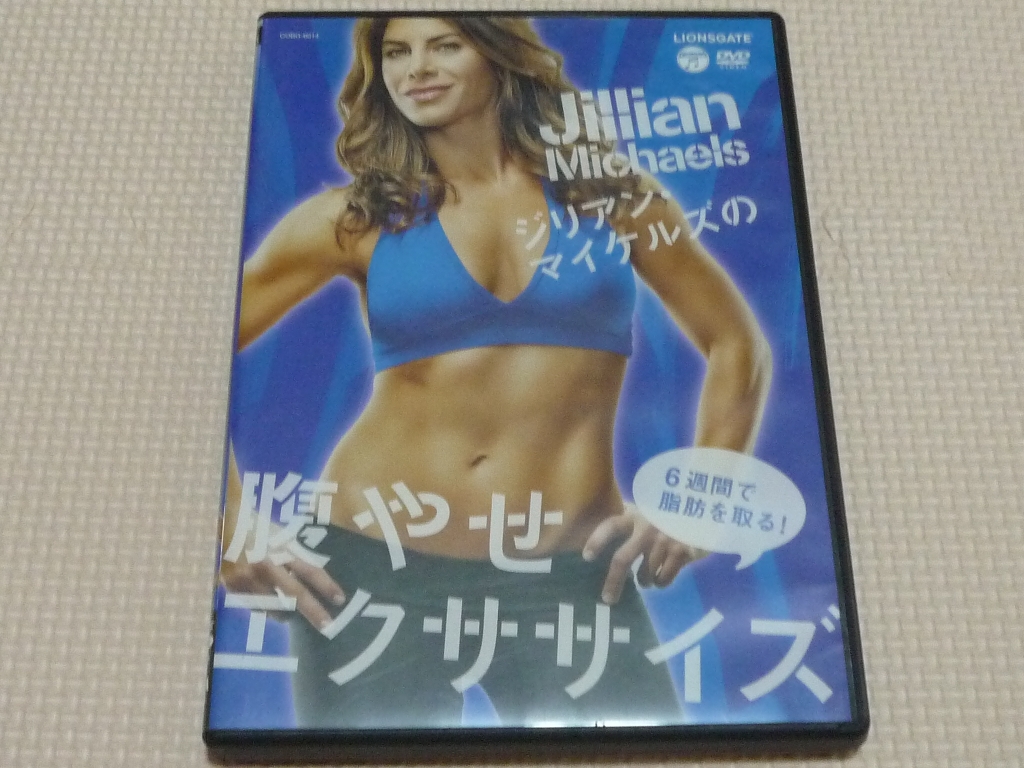 LIONSGATE
DVD
VIDEO
Jillian
Michaels
ジリアン・
マイケルズの
6週間で
脂肪を取る!
腹やせ
エクササイズ